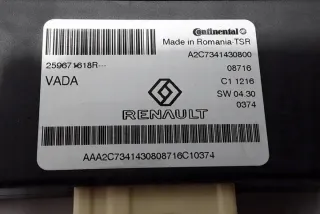 Continental
Made in Romania-TSR
259671618R--- A2C7341430800
08716
VADA C1 1216
SW 04.30
0374
RENAULT
AAA2C7341430808716C10374